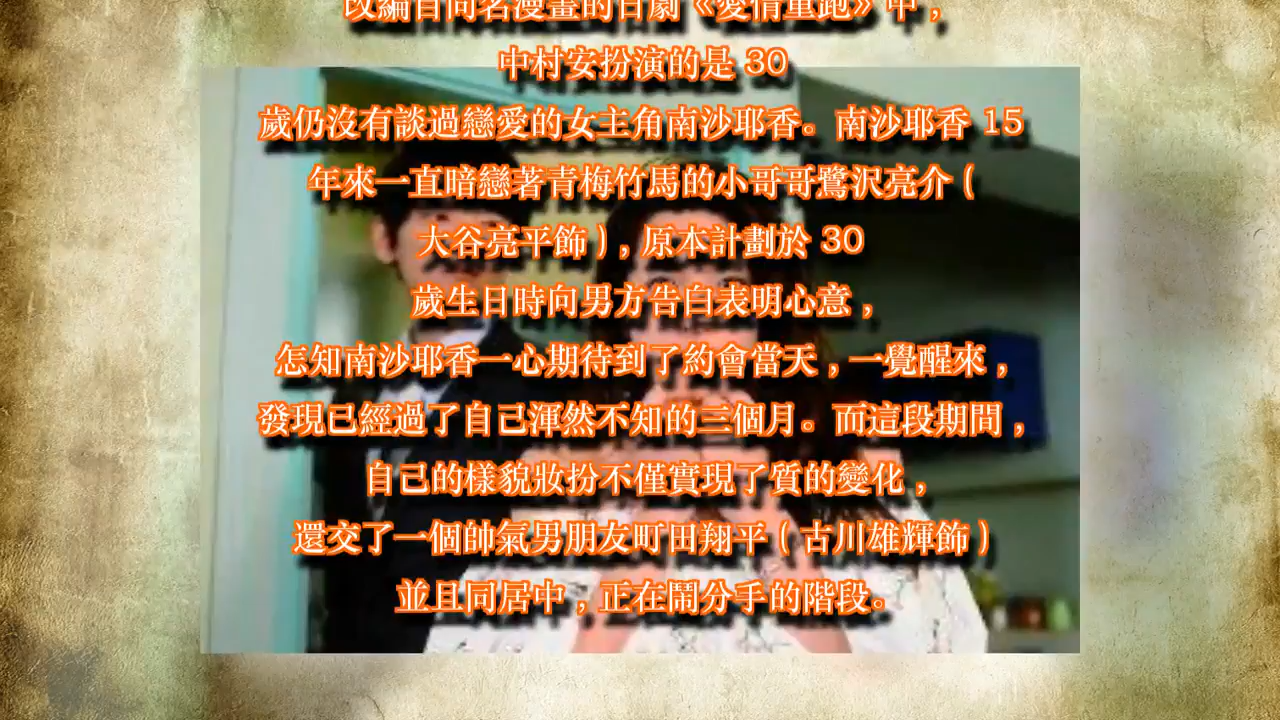 改編自同名漫畫的日劇《愛情重跑》中，
中村安扮演的是 30
歲仍沒有談過戀愛的女主角南沙耶香。南沙耶香 15
年來一直暗戀著青梅竹馬的小哥哥鷺沢亮介（
大谷亮平飾），原本計劃於 30
歲生日時向男方告白表明心意，
怎知南沙耶香一心期待到了約會當天，一覺醒來，
發現已經過了自己渾然不知的三個月。而這段期間，
自己的樣貌妝扮不僅實現了質的變化，
還交了一個帥氣男朋友町田翔平（古川雄輝飾）
並且同居中，正在鬧分手的階段。